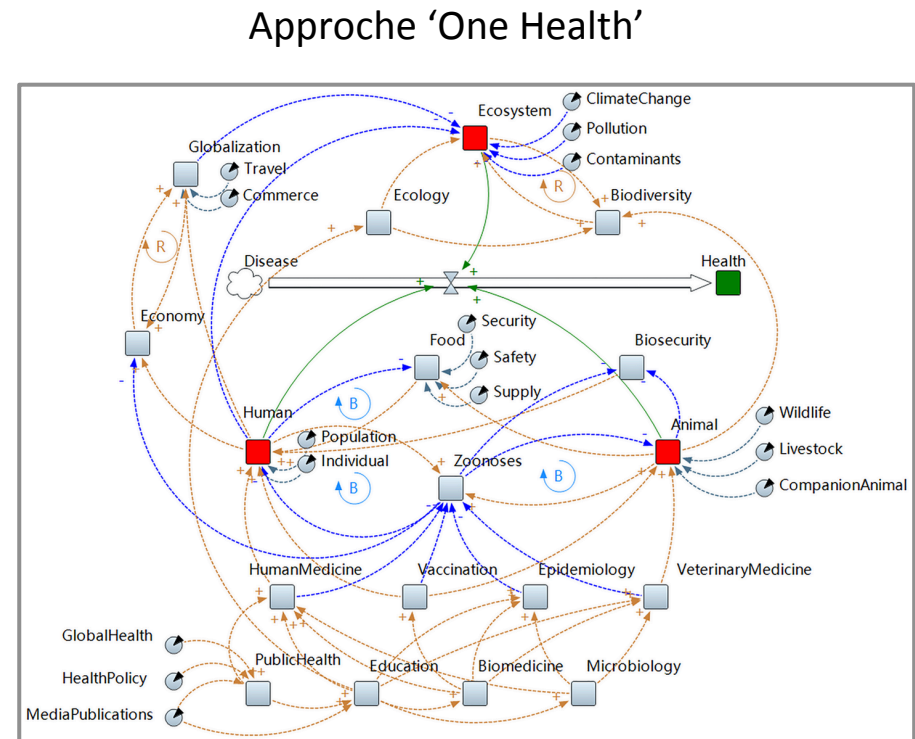 Approche ‘One Health’
Ecosystem
ClimateChange
Pollution
Contaminants
Globalization
Travel
Commerce
Ecology
R
Biodiversity
R
Disease
Health
Economy
Security
Food
Safety
Supply
Biosecurity
B
Human
Population
Individual
Animal
Wildlife
Livestock
CompanionAnimal
Zoonoses
B
B
HumanMedicine
Vaccination
Epidemiology
VeterinaryMedicine
GlobalHealth
HealthPolicy
MediaPublications
PublicHealth
Education
Biomedicine
Microbiology